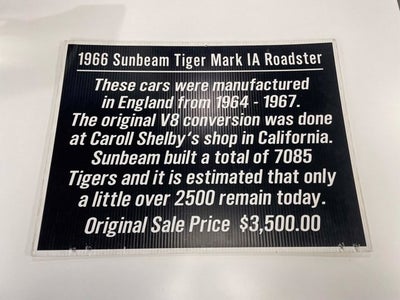 1966 Sunbeam Tiger Mark IA Roadster
These cars were manufactured
in England from 1964 - 1967.
The original V8 conversion was done
at Caroll Shelby's shop in California.
Sunbeam built a total of 7085
Tigers and it is estimated that only
a little over 2500 remain today.
Original Sale Price $3,500.00